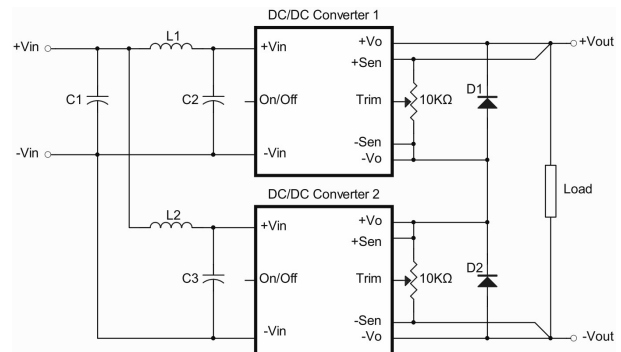 DC/DC Converter 1
+Vin
L1
+Vin
+Vo
+Vout
+Sen
D1
C1
C2
On/Off
Trim
10KΩ
-Sen
-Vin
-Vin
-Vo
Load
DC/DC Converter 2
L2
+Vin
+Vo
+Sen
D2
C3
On/Off
Trim
10KΩ
-Sen
-Vin
-Vo
-Vout